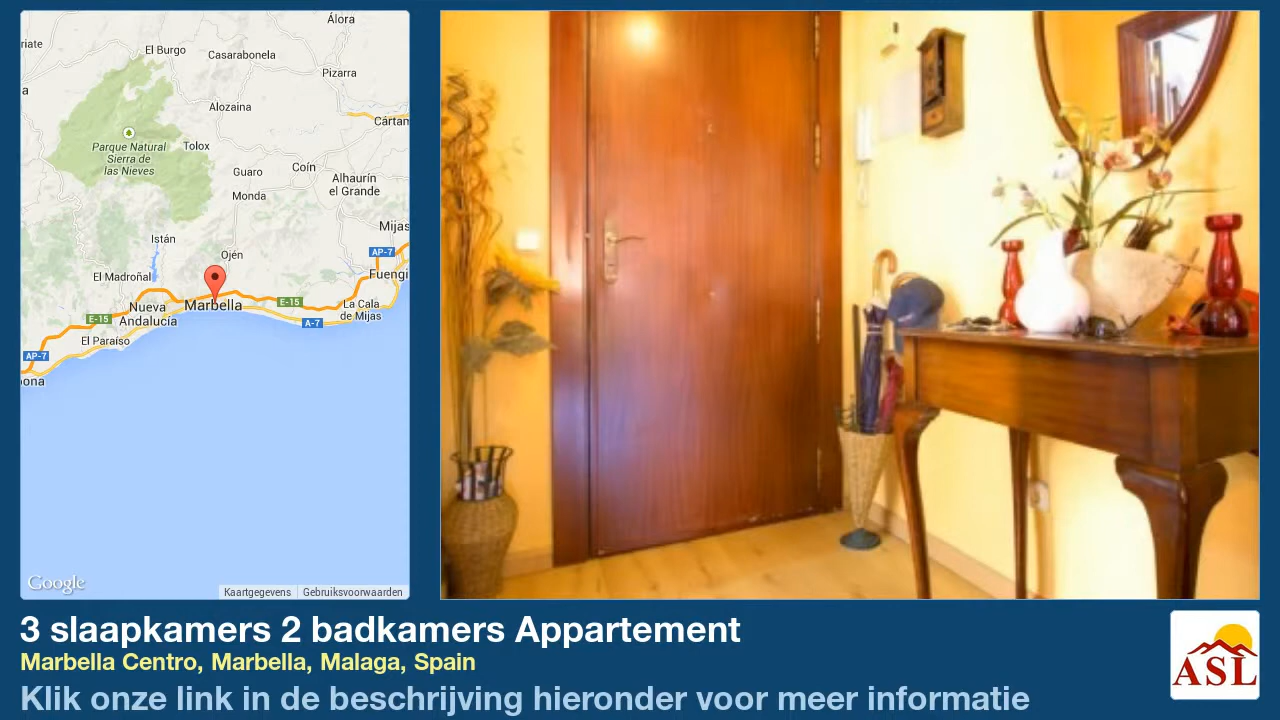 Álora
riate
El Burgo
Casarabonela
Pizarra
a
Alozaina
Cártam
Parque Natural
Sierra de
las Nieves
Tolox
Guaro
Coín
Alhaurín
el Grande
Monda
Mijas
Istán
Ojén
AP-7
El Madroñal
Fuengi
Nueva
Andalucía
Marbella
E-15
La Cala
de Mijas
E-15
A-7
El Paraíso
AP-7
ona
Google
Kaartgegevens
Gebruiksvoorwaarden
3 slaapkamers 2 badkamers Appartement
Marbella Centro, Marbella, Malaga, Spain
Klik onze link in de beschrijving hieronder voor meer informatie
ASL